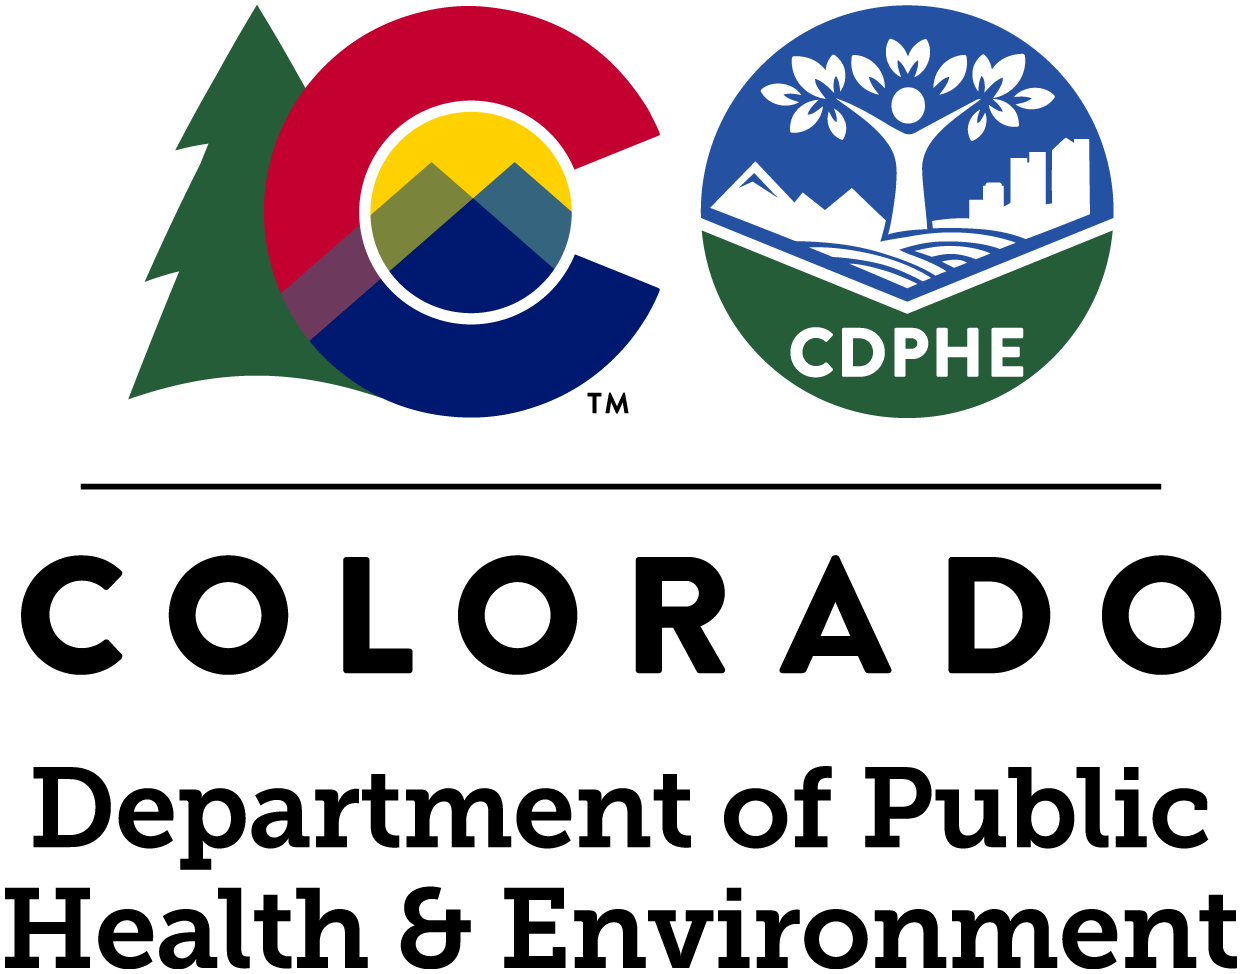 TM
CDPHE
COLORADO
Department of Public
Health & Environment